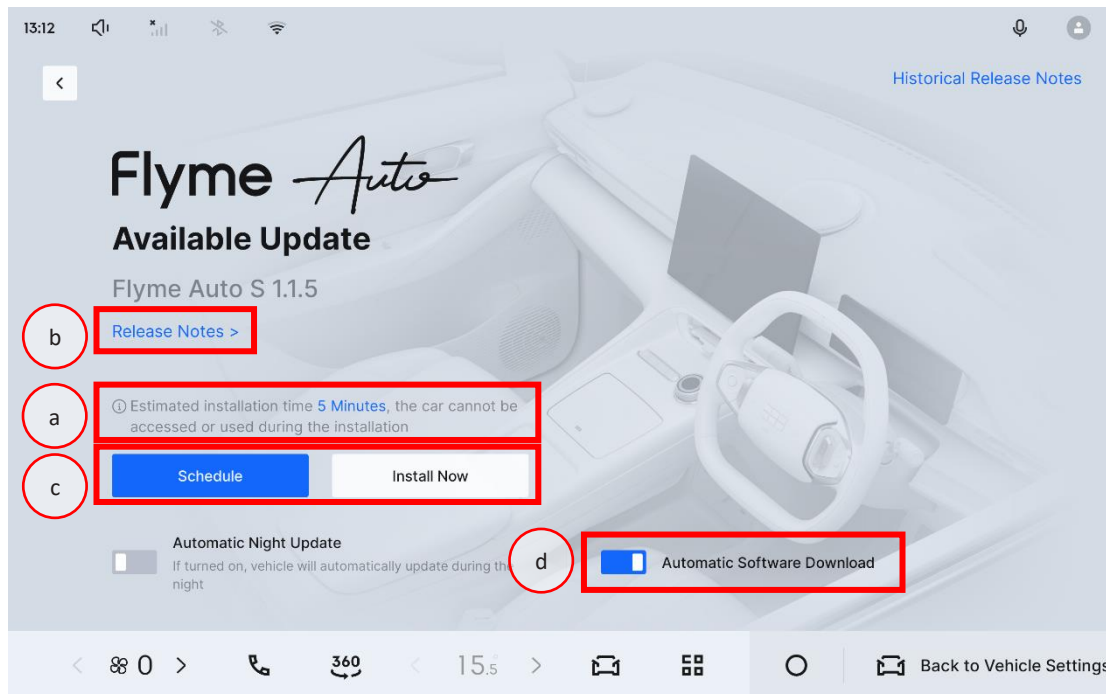 13:12
Historical Release Notes
Flyme Auto
Available Update
Flyme Auto S 1.1.5
b
Release Notes >
a
Estimated installation time 5 Minutes, the car cannot be
accessed or used during the installation
c
Schedule
Install Now
Automatic Night Update
If turned on, vehicle will automatically update during the
night
d
Automatic Software Download
< 0 >
360
< 15.5 >
Back to Vehicle Settings